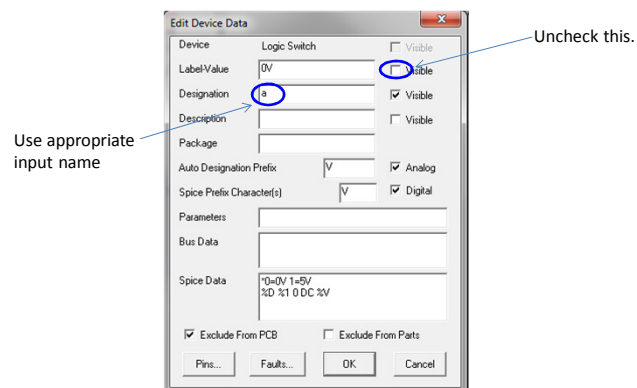 Edit Device Data
Uncheck this.
Device Logic Switch Visible
Label-Value 0V Visible
Designation a Visible
Description Visible
Use appropriate
input name
Package
Auto Designation Prefix V Analog
Spice Prefix Character(s) V Digital
Parameters
Bus Data
Spice Data *0=0V 1=5V
%D %1 0 DC %V
Exclude From PCB Exclude From Parts
Pins... Faults... OK Cancel